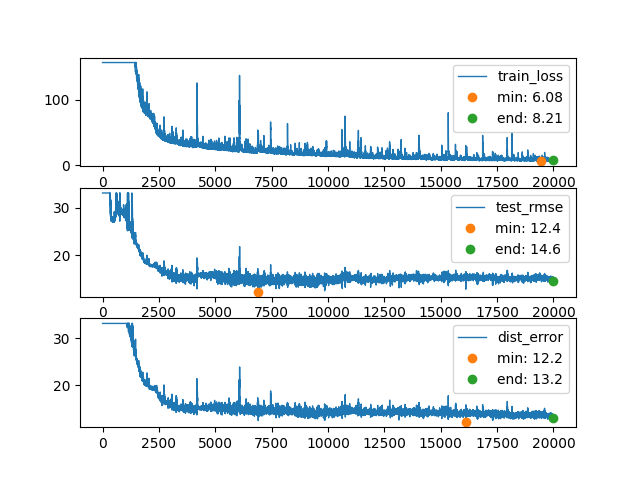 train_loss
min: 6.08
end: 8.21
100
0
0 2500 5000 7500 10000 12500 15000 17500 20000
test_rmse
min: 12.4
end: 14.6
30
20
0 2500 5000 7500 10000 12500 15000 17500 20000
dist_error
min: 12.2
end: 13.2
30
20
0 2500 5000 7500 10000 12500 15000 17500 20000